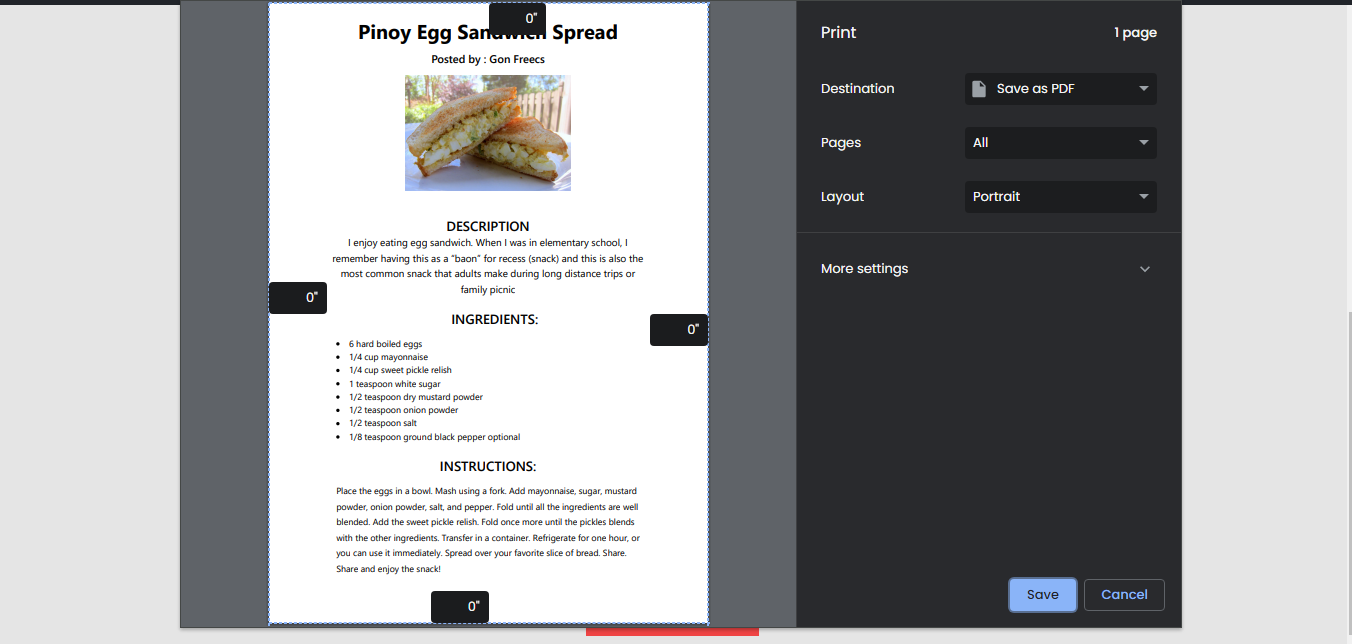 0"
Pinoy Egg Sandwich Spread
Posted by : Gon Freecs
DESCRIPTION
I enjoy eating egg sandwich. When I was in elementary school, I
remember having this as a “baon” for recess (snack) and this is also the
most common snack that adults make during long distance trips or
family picnic
0"
INGREDIENTS:
0"
6 hard boiled eggs
1/4 cup mayonnaise
1/4 cup sweet pickle relish
1 teaspoon white sugar
1/2 teaspoon dry mustard powder
1/2 teaspoon onion powder
1/2 teaspoon salt
1/8 teaspoon ground black pepper optional
INSTRUCTIONS:
Place the eggs in a bowl. Mash using a fork. Add mayonnaise, sugar, mustard
powder, onion powder, salt, and pepper. Fold until all the ingredients are well
blended. Add the sweet pickle relish. Fold once more until the pickles blends
with the other ingredients. Transfer in a container. Refrigerate for one hour, or
you can use it immediately. Spread over your favorite slice of bread. Share.
Share and enjoy the snack!
0"
Print 1 page
Destination Save as PDF
Pages All
Layout Portrait
More settings
Save Cancel